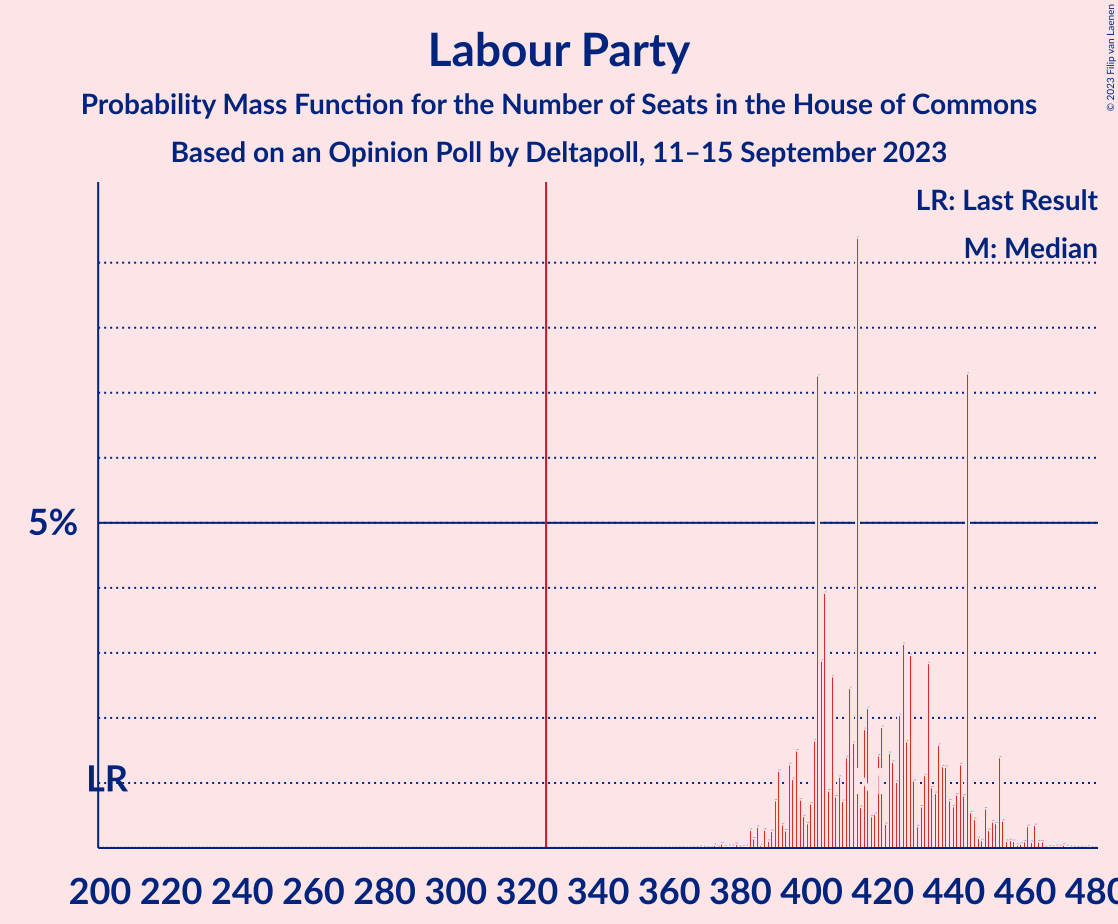 Labour Party
Probability Mass Function for the Number of Seats in the House of Commons
Based on an Opinion Poll by Deltapoll, 11–15 September 2023
© 2023 Filip van Laenen
LR: Last Result
M: Median
5%
LR
200 220 240 260 280 300 320 340 360 380 400 420 440 460 480